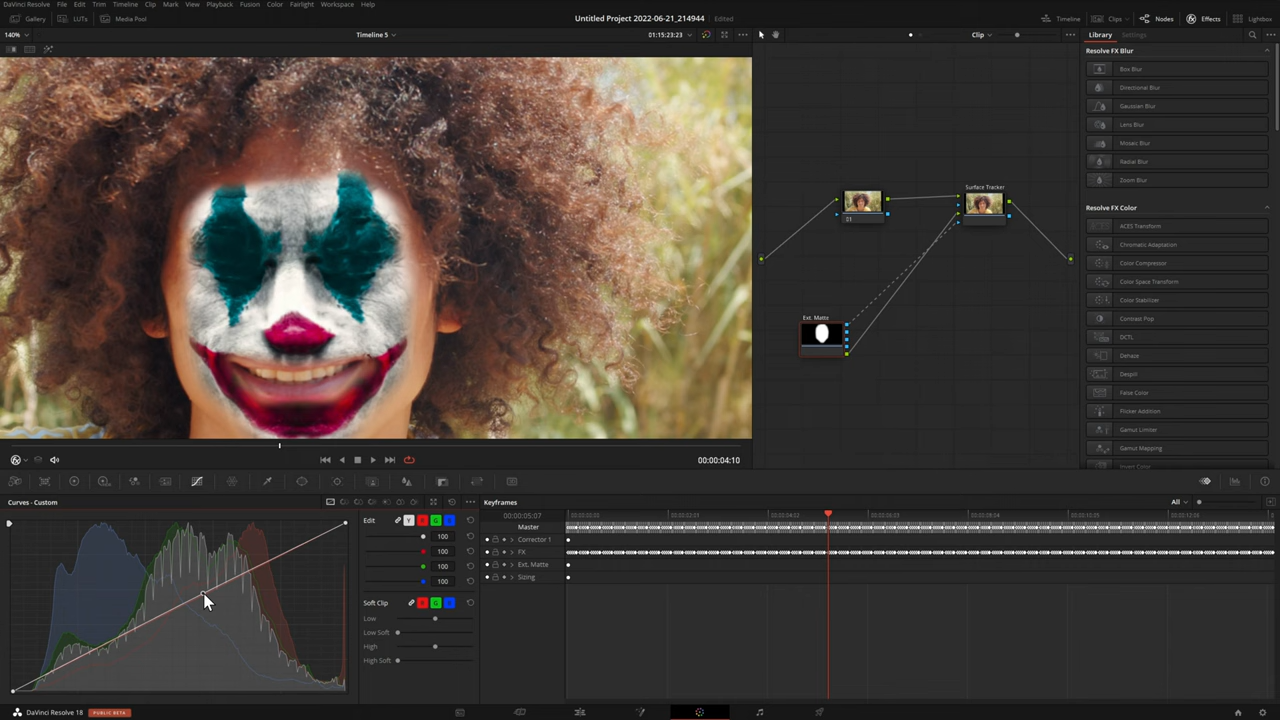 DaVinci Resolve File Edit Trim Timeline Clip Mark View Playback Fusion Color Fairlight Workspace Help
Gallery LUTs Media Pool Untitled Project 2022-06-21_214944 Edited Timeline Clips Nodes Effects Lightbox
140% Timeline 5 01:15:23:23 Clip Library Settings
Resolve FX Blur
Box Blur
Directional Blur
Gaussian Blur
Lens Blur
Mosaic Blur
Radial Blur
Zoom Blur
Resolve FX Color
ACES Transform
Chromatic Adaptation
Color Compressor
Color Space Transform
Color Stabilizer
Contrast Pop
DCTL
Dehaze
Despill
False Color
Flicker Addition
Gamut Limiter
Gamut Mapping
Surface Tracker
01
Ext. Matte
00:00:04:10
Curves - Custom
Edit Y R G B
100
100
100
100
Soft Clip R G B
Low
Low Soft
High
High Soft
Keyframes All
00:00:05:07
Master
Corrector 1
FX
Ext. Matte
Sizing
DaVinci Resolve 18 PUBLIC BETA